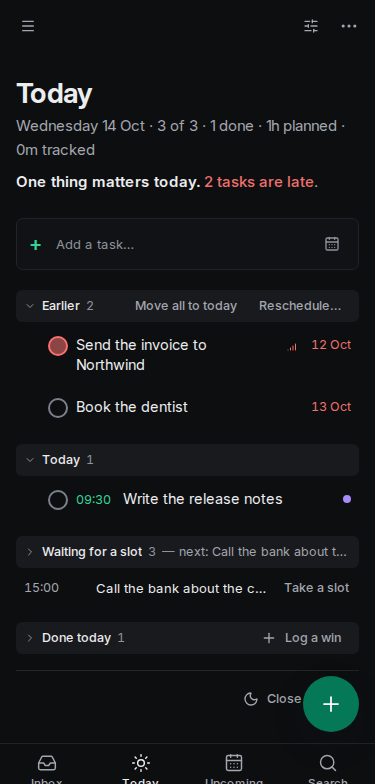 Today
Wednesday 14 Oct · 3 of 3 · 1 done · 1h planned ·
0m tracked
One thing matters today. 2 tasks are late.
Add a task...
Earlier 2 Move all to today Reschedule...
Send the invoice to 12 Oct
Northwind
Book the dentist 13 Oct
Today 1
09:30 Write the release notes
Waiting for a slot 3 — next: Call the bank about t...
15:00 Call the bank about the c... Take a slot
Done today 1 Log a win
Close
Inbox Today Upcoming Search